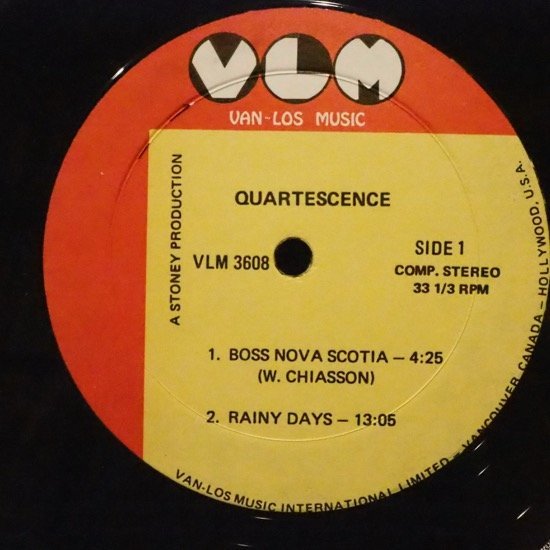 VLM
VAN-LOS MUSIC
QUARTESCENCE
A STONEY PRODUCTION
VLM 3608
SIDE 1
COMP. STEREO
33 1/3 RPM
1. BOSS NOVA SCOTIA – 4:25
(W. CHIASSON)
2. RAINY DAYS – 13:05
VAN-LOS MUSIC INTERNATIONAL LIMITED – VANCOUVER, CANADA – HOLLYWOOD, U.S.A.